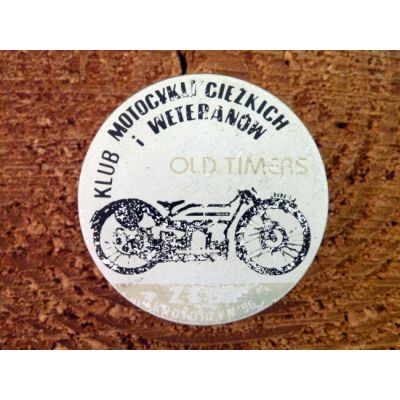 KLUB MOTOCYKLI CIĘŻKICH
i WETERANÓW
OLD TIMERS